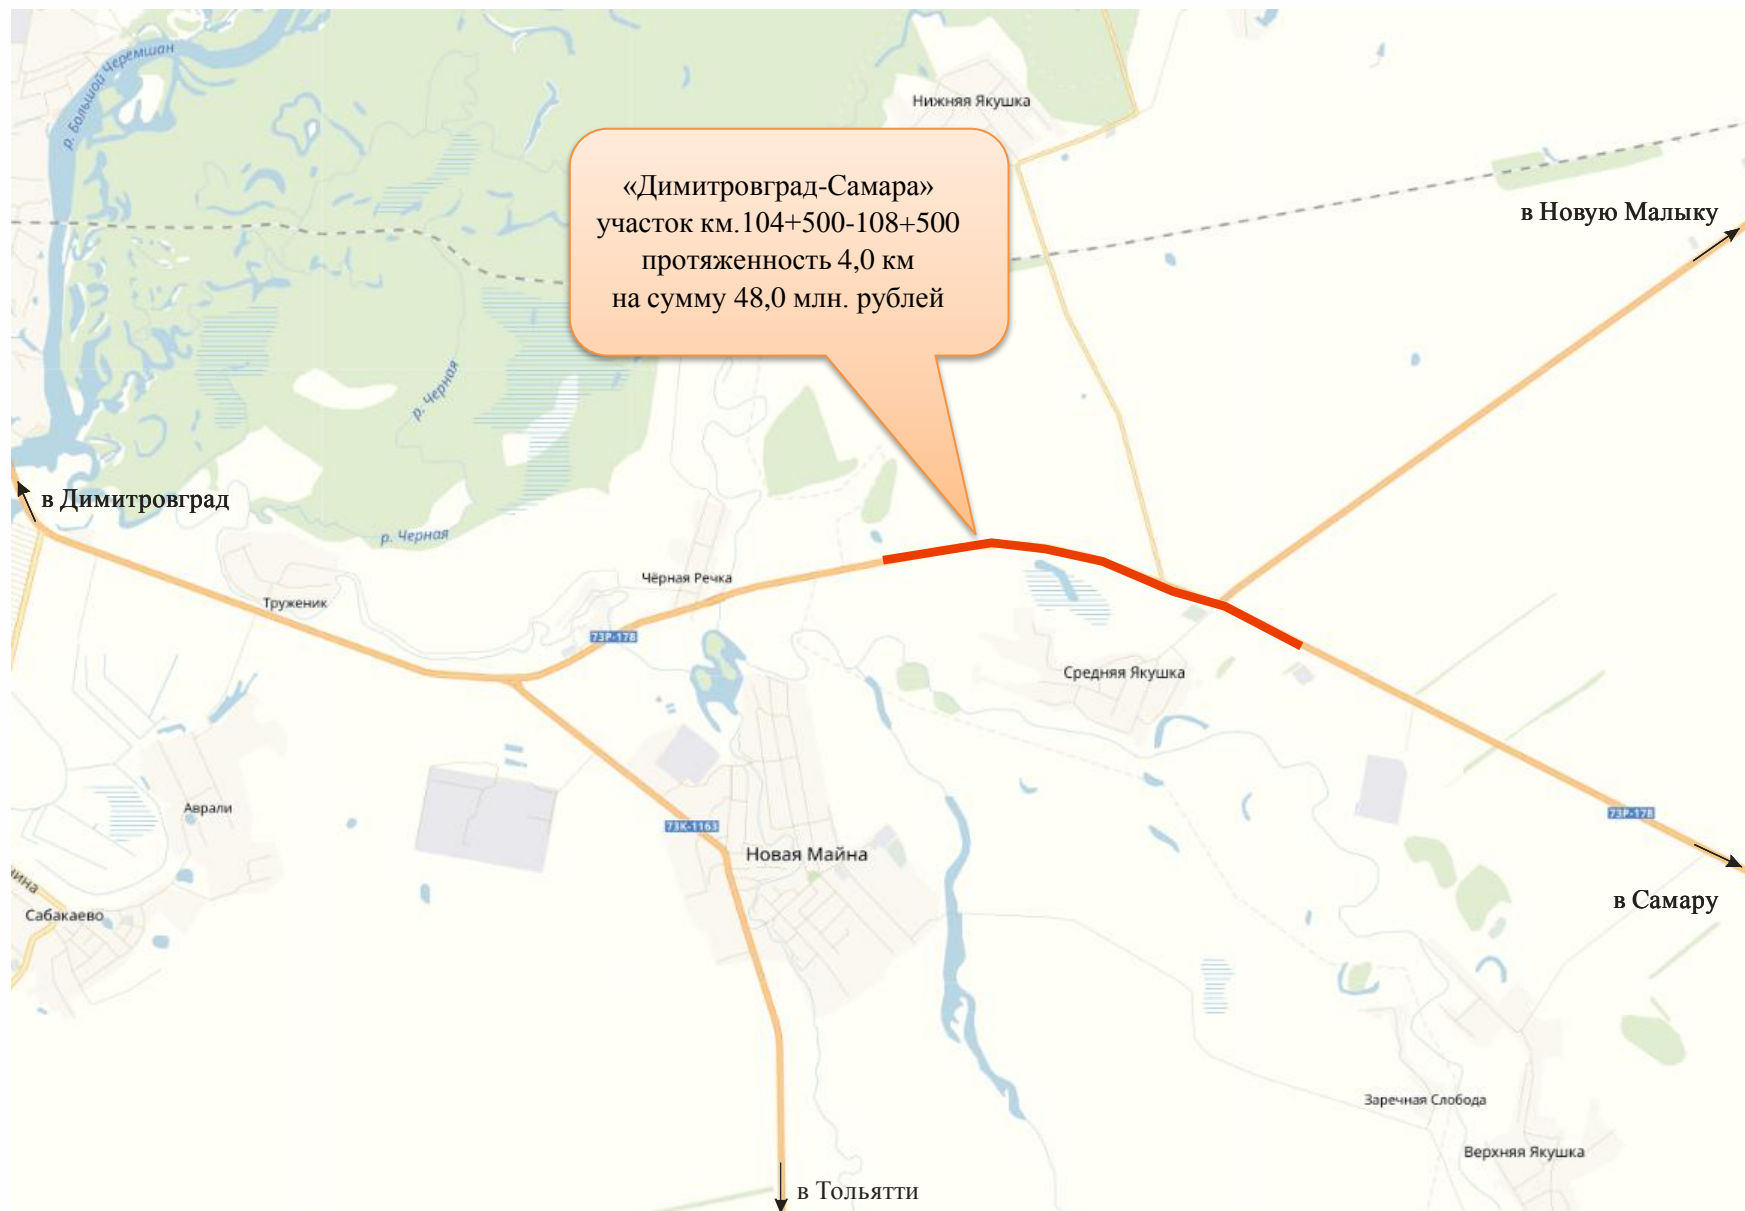 р. Большой Черемшан
Нижняя Якушка
«Димитровград-Самара»
участок км.104+500-108+500
протяженность 4,0 км
на сумму 48,0 млн. рублей
в Новую Малыку
р. Черная
в Димитровград
р. Черная
Чёрная Речка
Труженик
73Р-178
Средняя Якушка
Аврали
73К-1163
73Р-178
Новая Майна
Сабакаево
в Самару
Заречная Слобода
Верхняя Якушка
в Тольятти